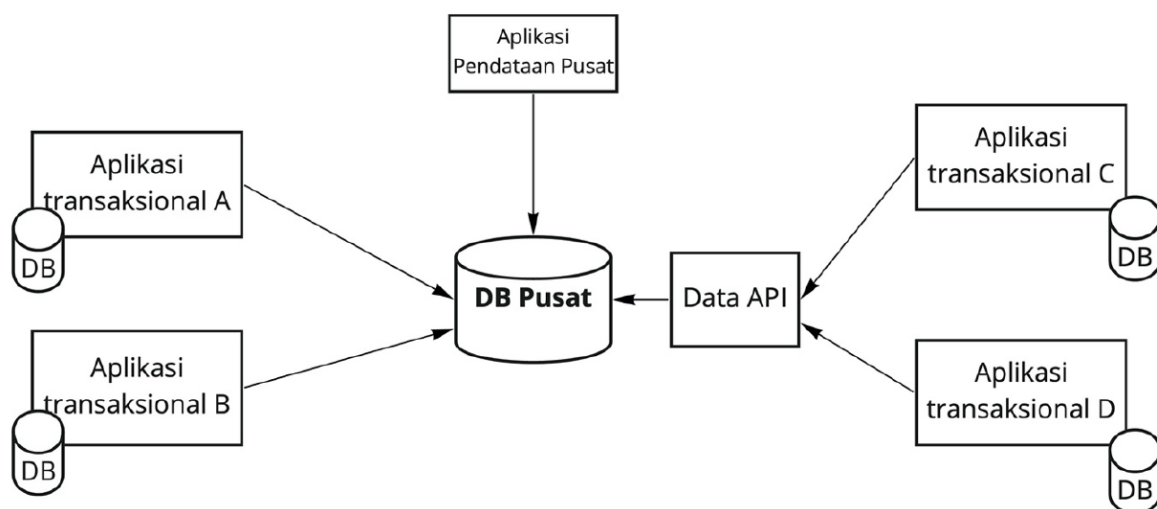 Aplikasi
Pendataan Pusat
Aplikasi
transaksional A
DB
Aplikasi
transaksional B
DB
DB Pusat
Data API
Aplikasi
transaksional C
DB
Aplikasi
transaksional D
DB